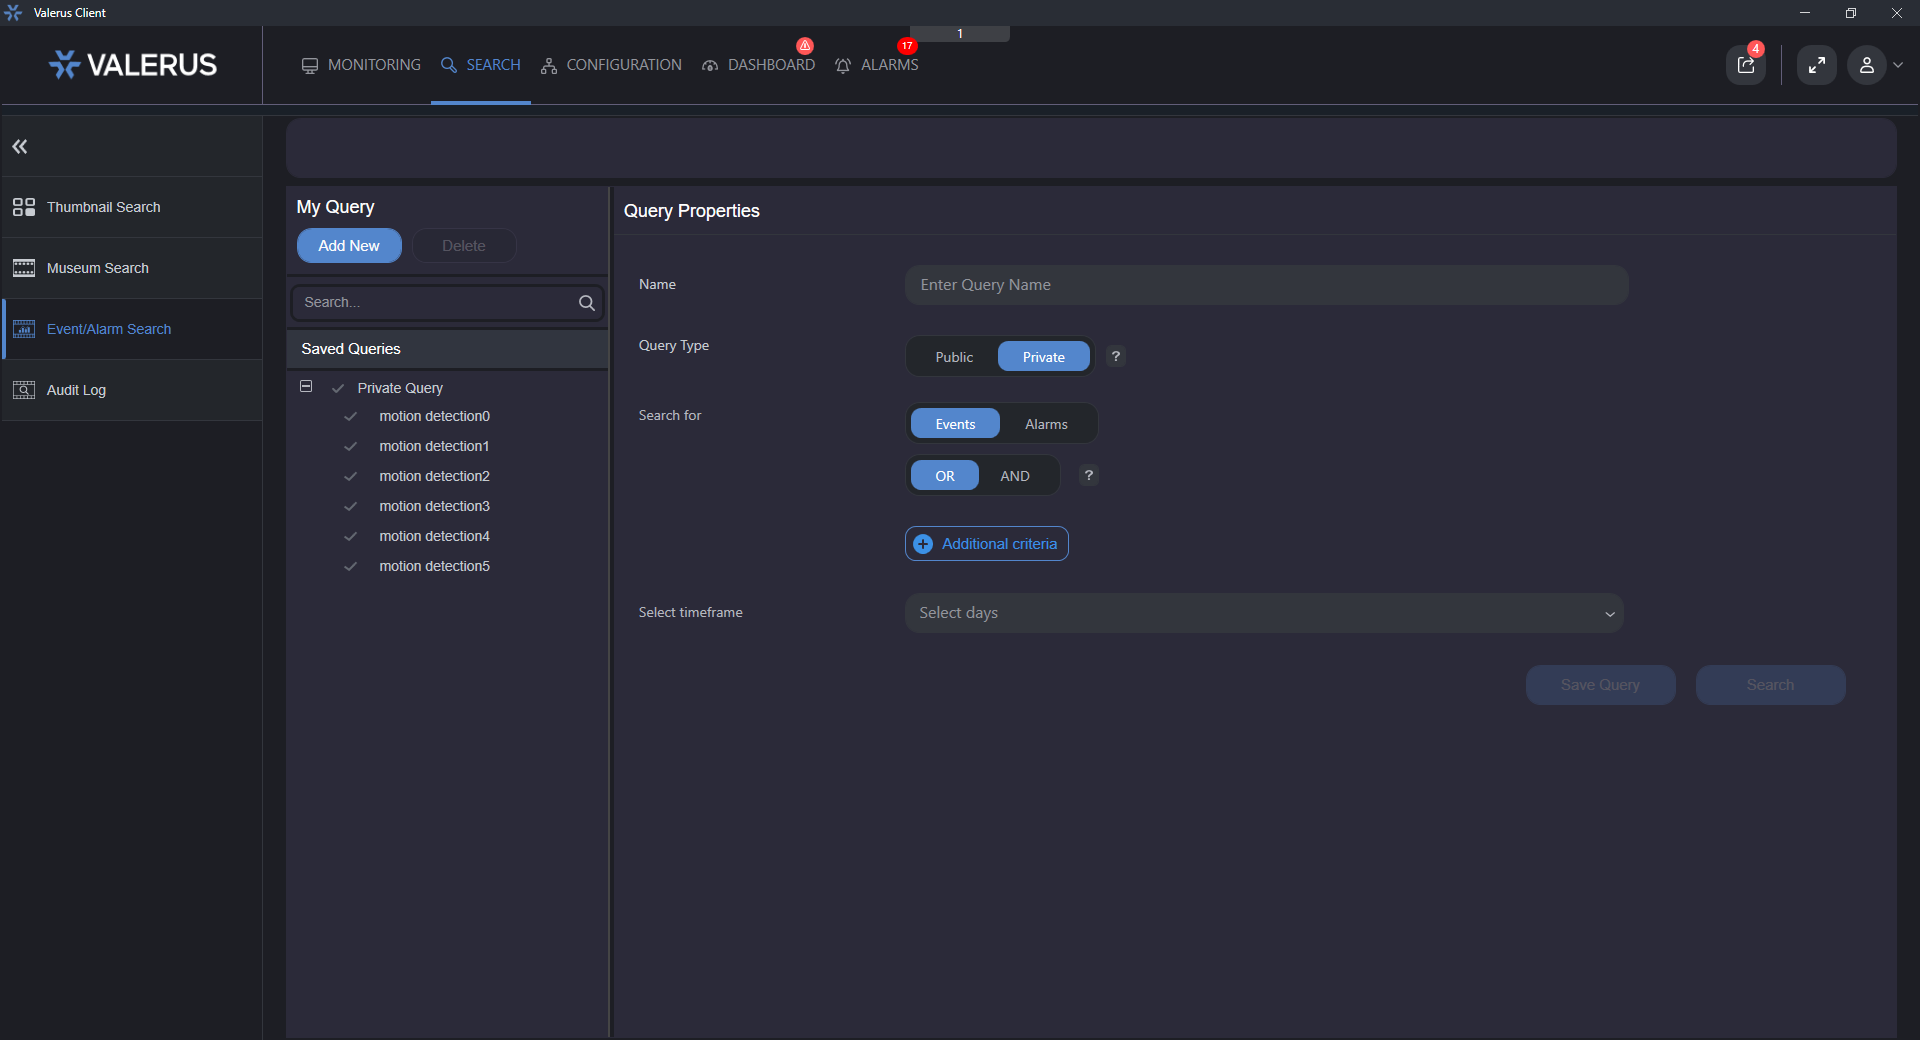 Valerus Client
1
VALERUS
MONITORING
SEARCH
CONFIGURATION
DASHBOARD
ALARMS
17
4
Thumbnail Search
Museum Search
Event/Alarm Search
Audit Log
My Query
Add New
Delete
Search...
Saved Queries
Private Query
motion detection0
motion detection1
motion detection2
motion detection3
motion detection4
motion detection5
Query Properties
Name
Enter Query Name
Query Type
Public
Private
?
Search for
Events
Alarms
OR
AND
?
Additional criteria
Select timeframe
Select days
Save Query
Search